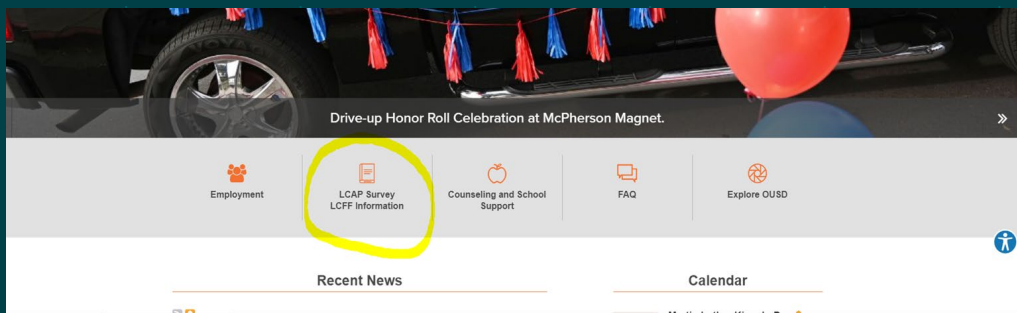 Drive-up Honor Roll Celebration at McPherson Magnet.
»
Employment
LCAP Survey
LCFF Information
Counseling and School
Support
FAQ
Explore OUSD
Recent News
Calendar